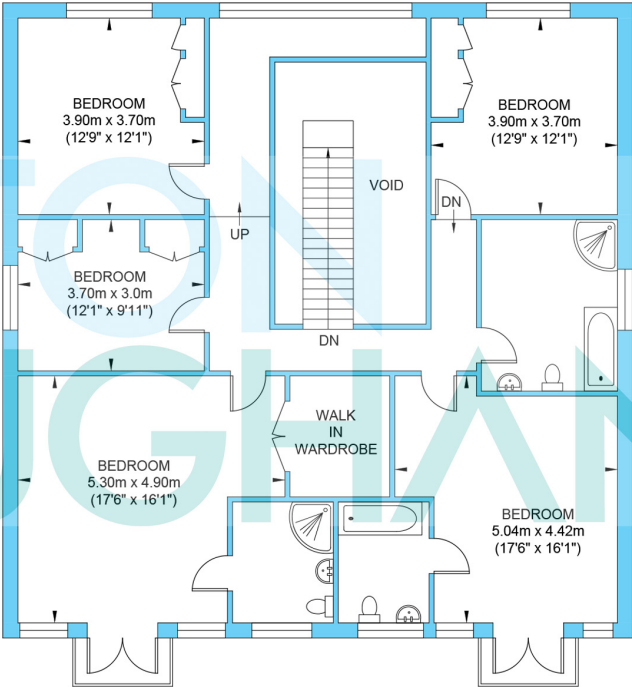 BEDROOM
3.90m x 3.70m
(12'9" x 12'1")
BEDROOM
3.90m x 3.70m
(12'9" x 12'1")
VOID
DN
UP
BEDROOM
3.70m x 3.0m
(12'1" x 9'11")
DN
WALK
IN
WARDROBE
BEDROOM
5.30m x 4.90m
(17'6" x 16'1")
BEDROOM
5.04m x 4.42m
(17'6" x 16'1")
TON
UGHAN